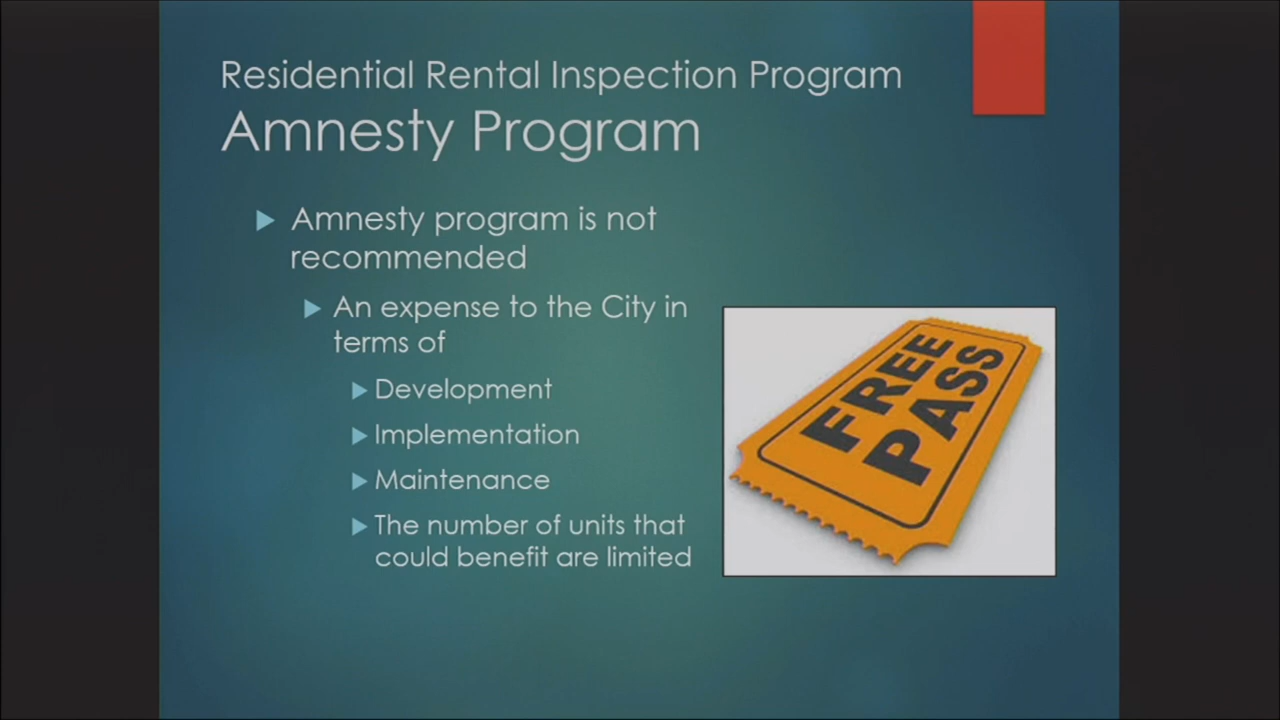 Residential Rental Inspection Program
Amnesty Program
Amnesty program is not
recommended
An expense to the City in
terms of
Development
Implementation
Maintenance
The number of units that
could benefit are limited
FREE
PASS